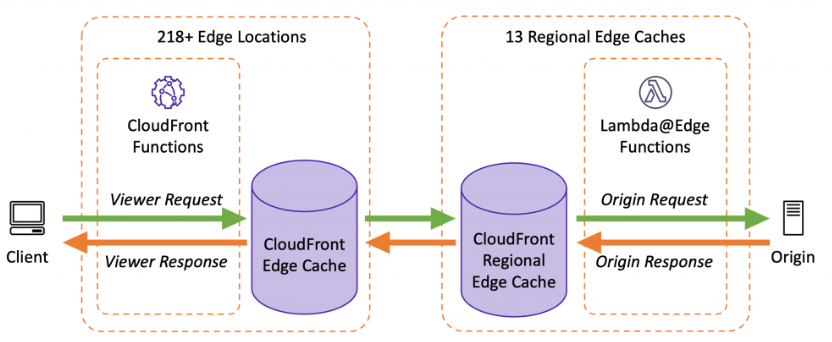 218+ Edge Locations
13 Regional Edge Caches
CloudFront
Functions
Lambda@Edge
Functions
Viewer Request
Origin Request
Client
CloudFront
Edge Cache
CloudFront
Regional
Edge Cache
Origin
Viewer Response
Origin Response